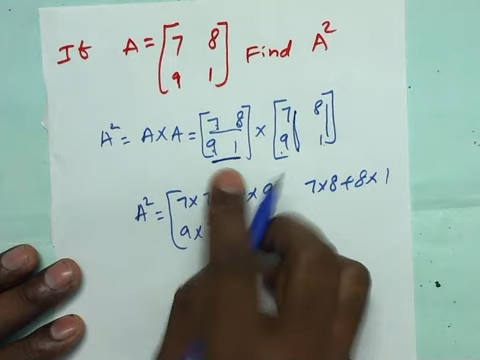 If A = [7 8 Find A²
9 1]
A² = A×A = [7 8 × [7 8
9 1] 9 1]
A² = [7× ×9 7×8+8×1
9×